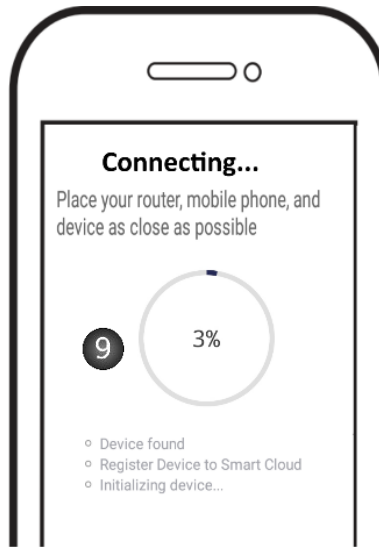 Connecting...
Place your router, mobile phone, and
device as close as possible
9
3%
Device found
Register Device to Smart Cloud
Initializing device...